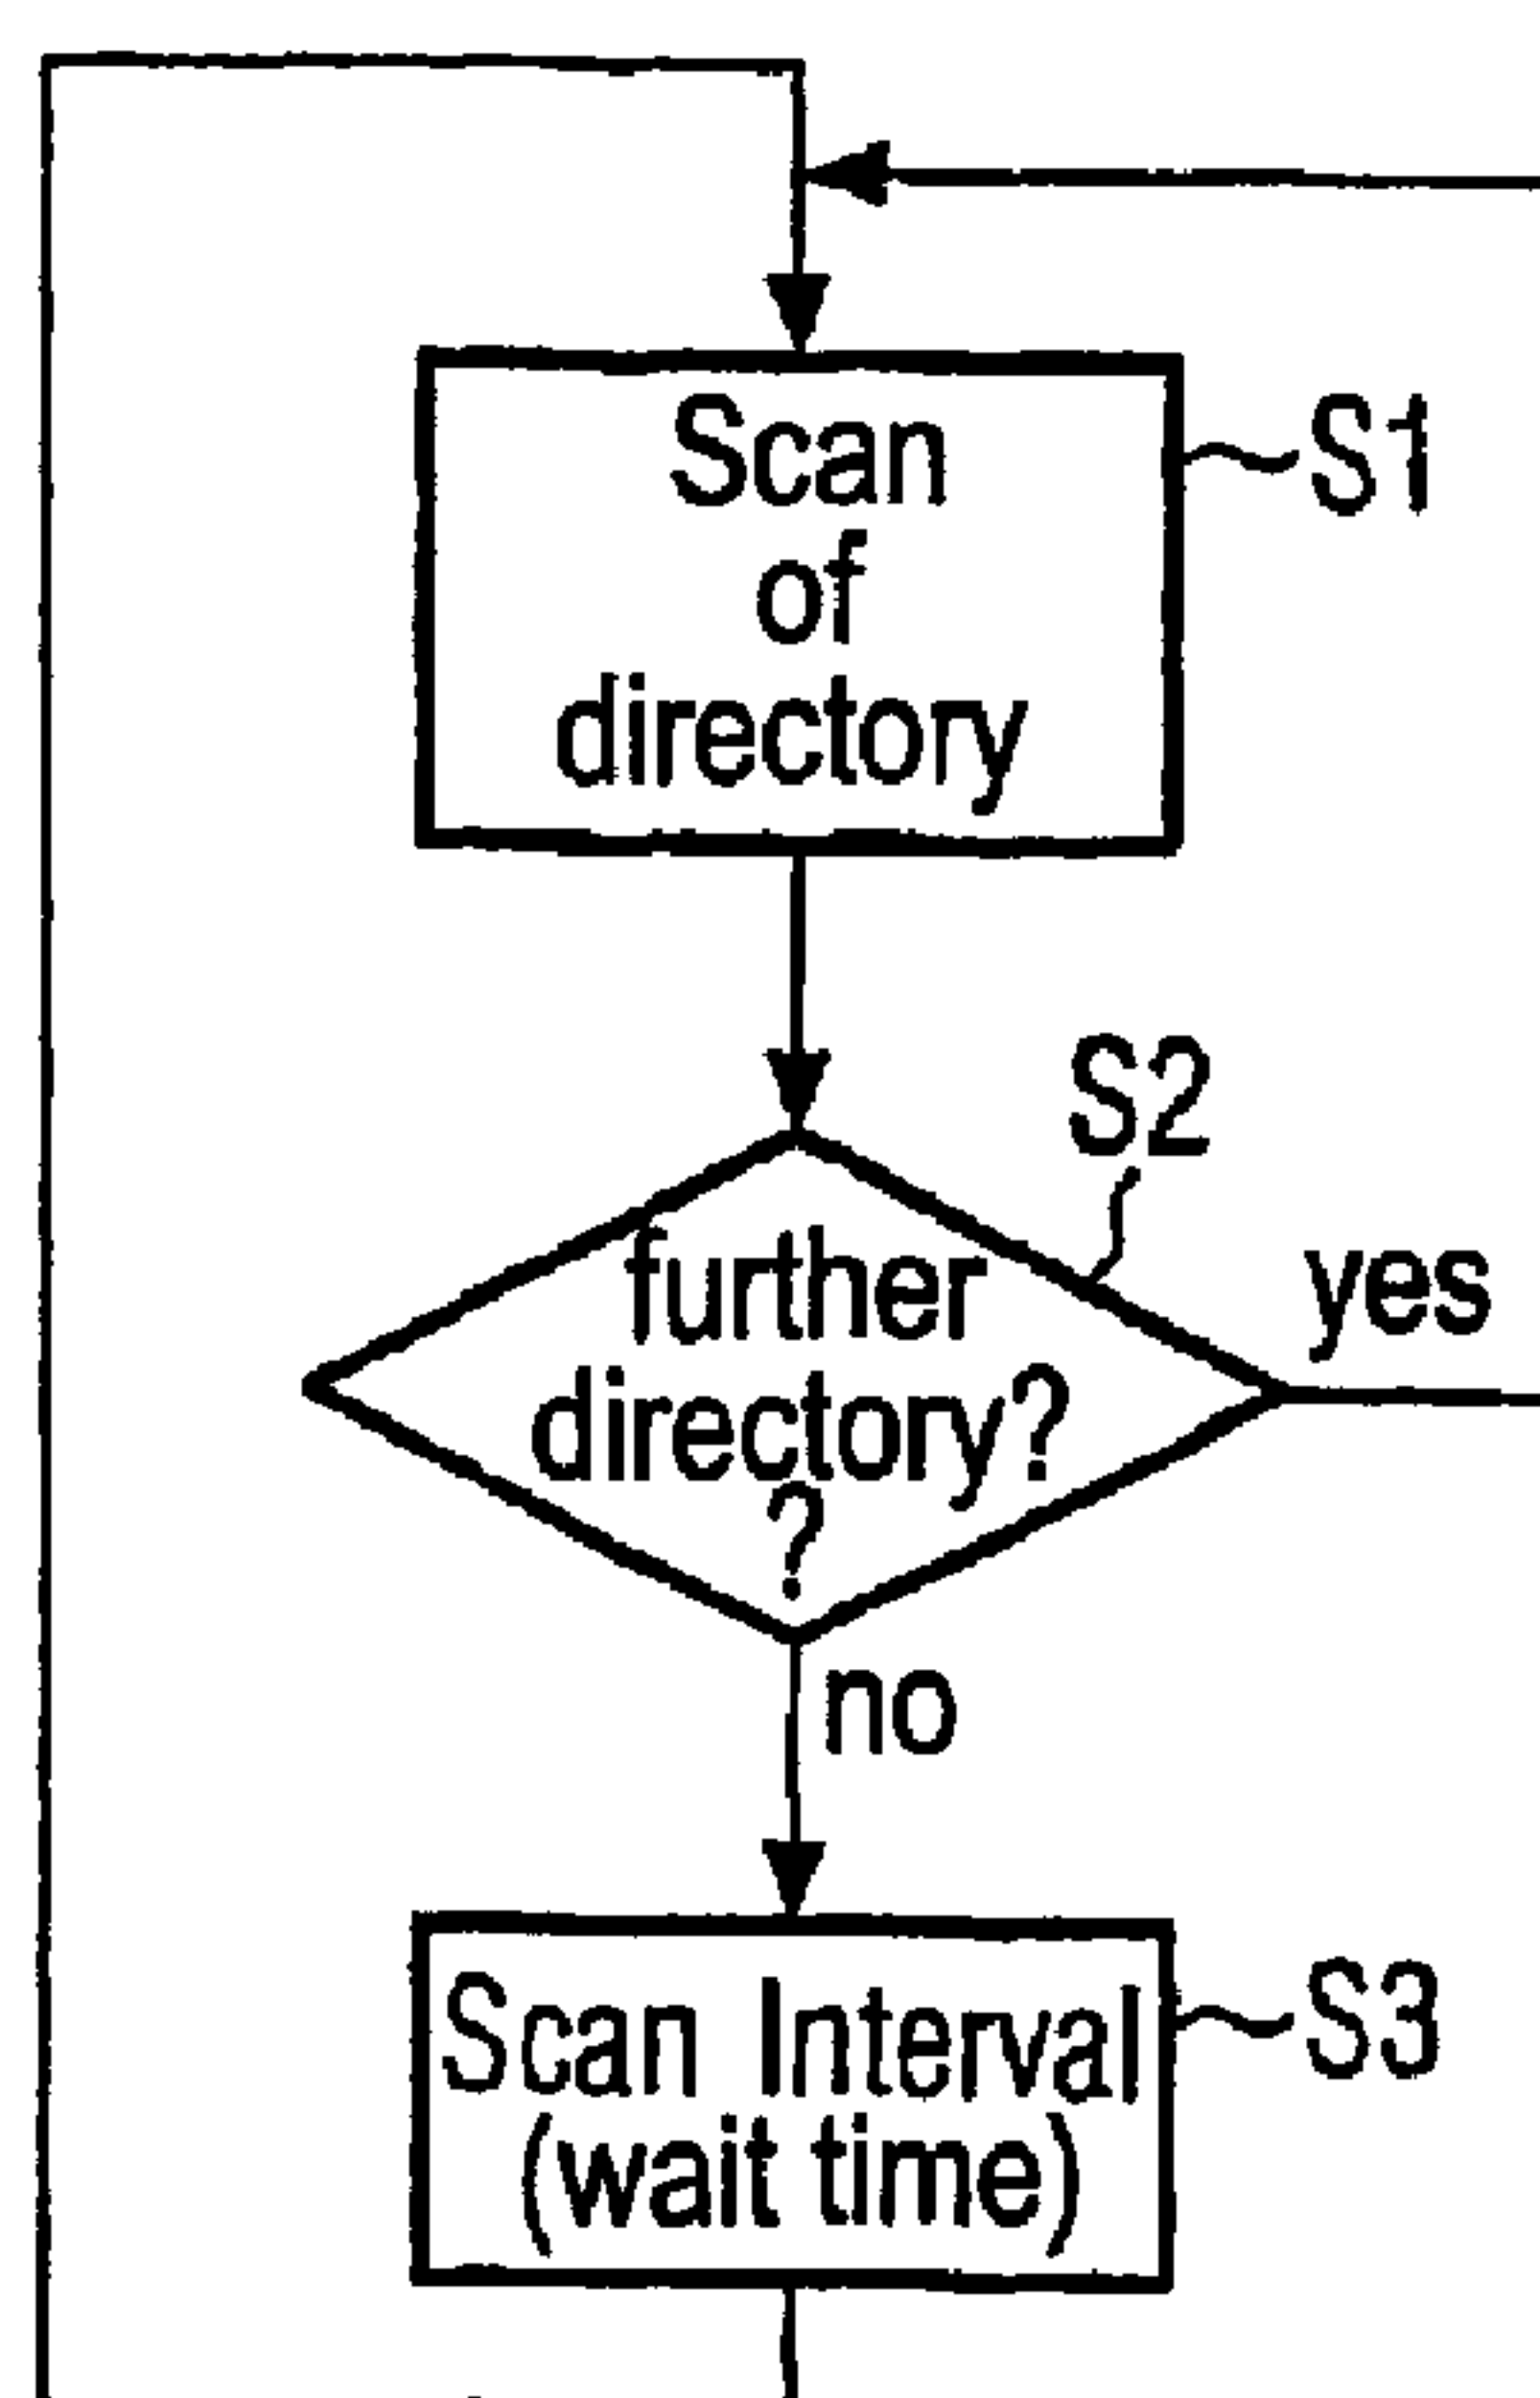 Scan
of
directory
S1
S2
further
directory?
?
yes
no
Scan Interval
(wait time)
S3